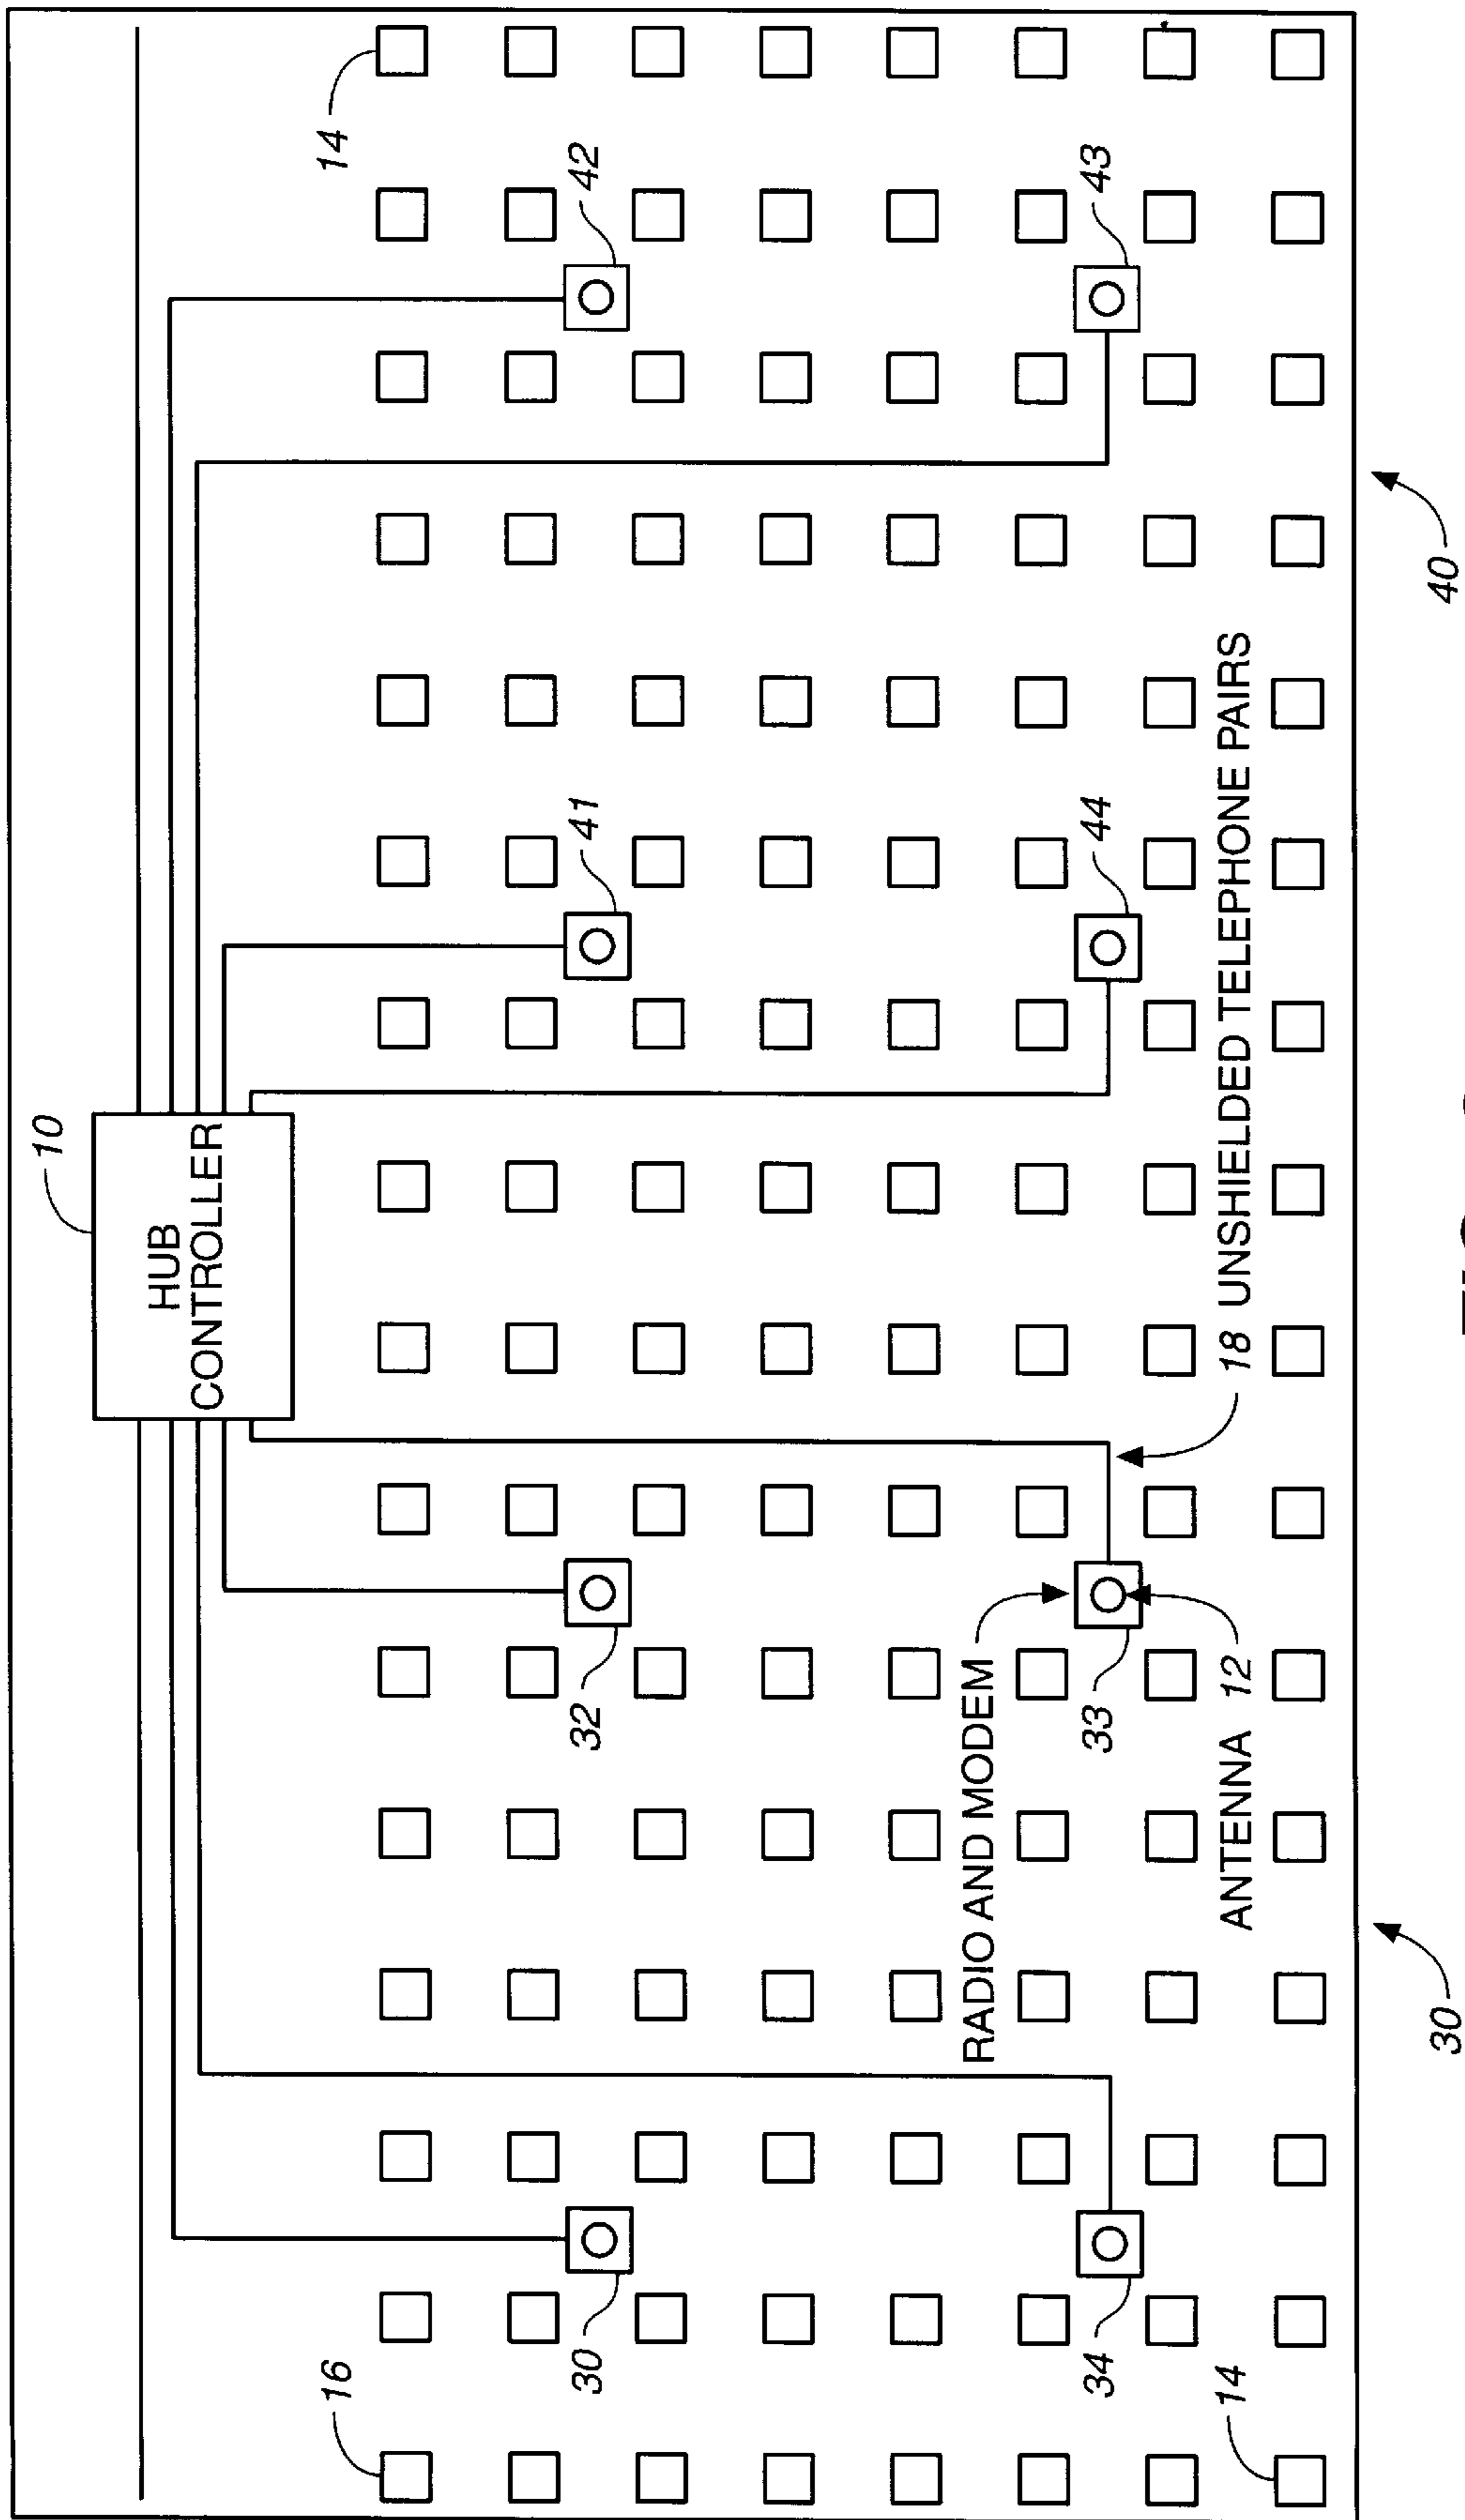 10
HUB
CONTROLLER
16
14
30
32
41
42
RADIO AND MODEM
34
33
44
43
14
ANTENNA 12
18 UNSHIELDED TELEPHONE PAIRS
30
40